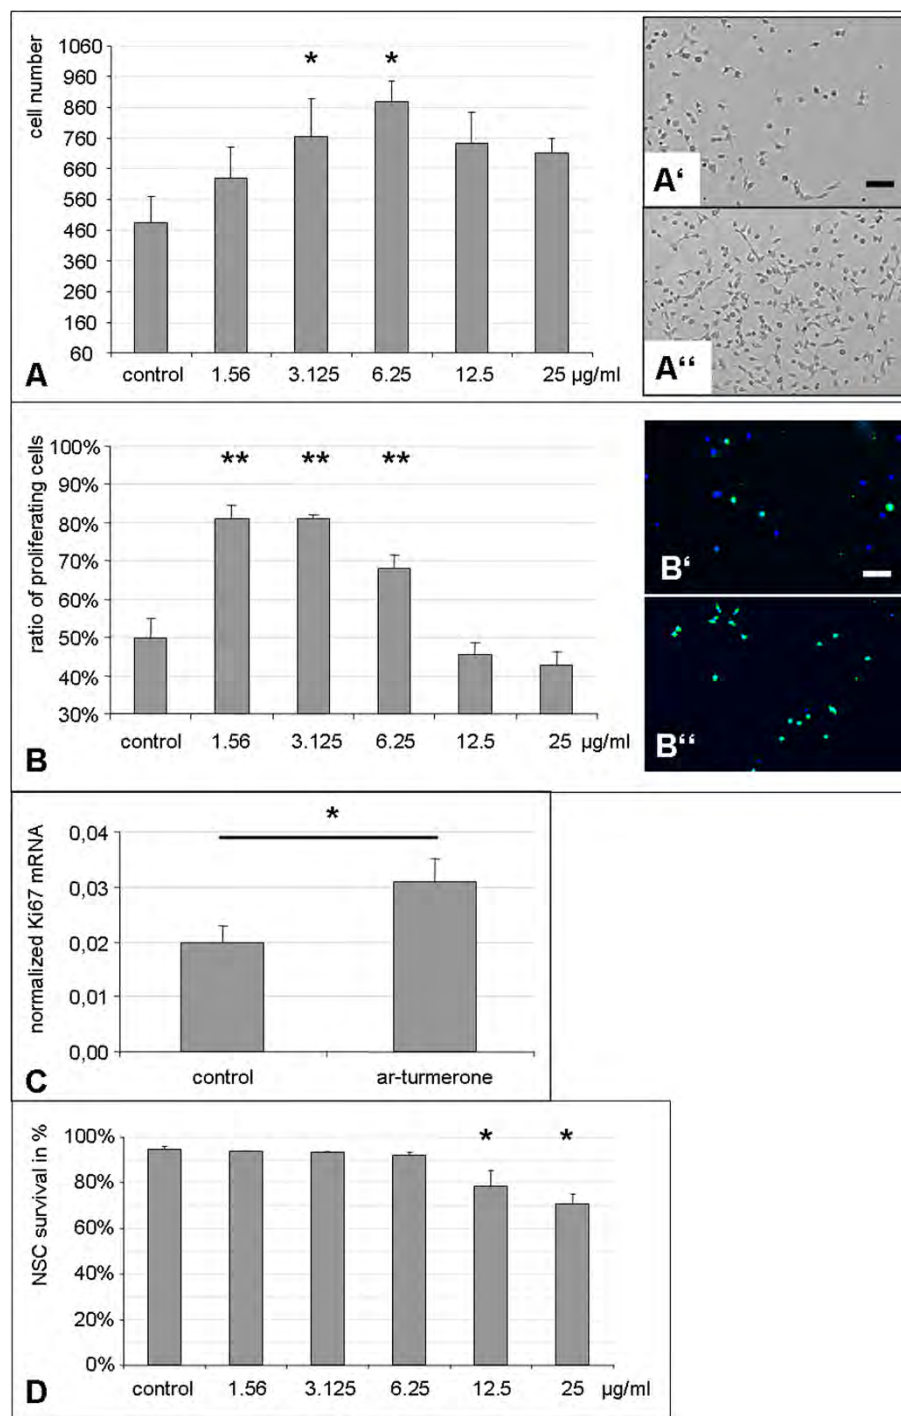 cell number
1060
960
860
760
660
560
460
360
260
160
60
* *
control 1.56 3.125 6.25 12.5 25 µg/ml
A
A‘
A“
ratio of proliferating cells
100%
90%
80%
70%
60%
50%
40%
30%
** ** **
control 1.56 3.125 6.25 12.5 25 µg/ml
B
B‘
B“
normalized Ki67 mRNA
0,04
0,03
0,02
0,01
0,00
*
control ar-turmerone
C
NSC survival in %
100%
80%
60%
40%
20%
0%
* *
control 1.56 3.125 6.25 12.5 25 µg/ml
D